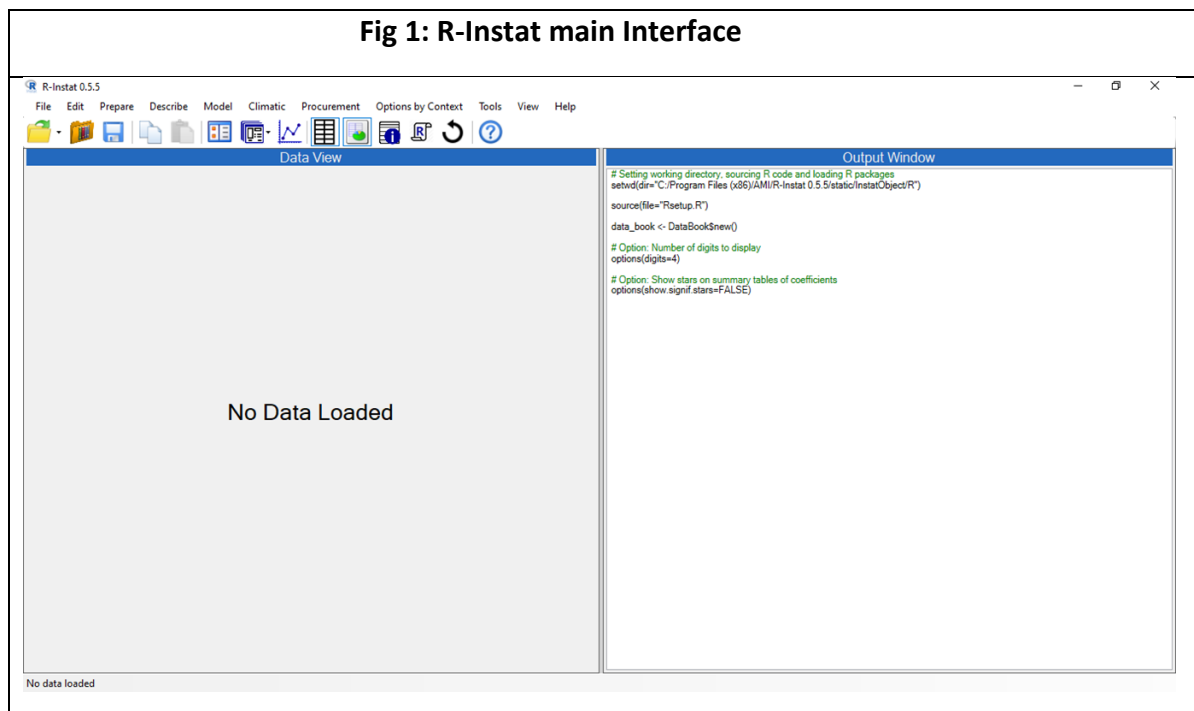 Fig 1: R-Instat main Interface
R-Instat 0.5.5
File Edit Prepare Describe Model Climatic Procurement Options by Context Tools View Help
Data View
No Data Loaded
Output Window
# Setting working directory, sourcing R code and loading R packages
setwd(dir="C:/Program Files (x86)/AMI/R-Instat 0.5.5/static/InstatObject/R")
source(file="Rsetup.R")
data_book <- DataBook$new()
# Option: Number of digits to display
options(digits=4)
# Option: Show stars on summary tables of coefficients
options(show.signif.stars=FALSE)
No data loaded